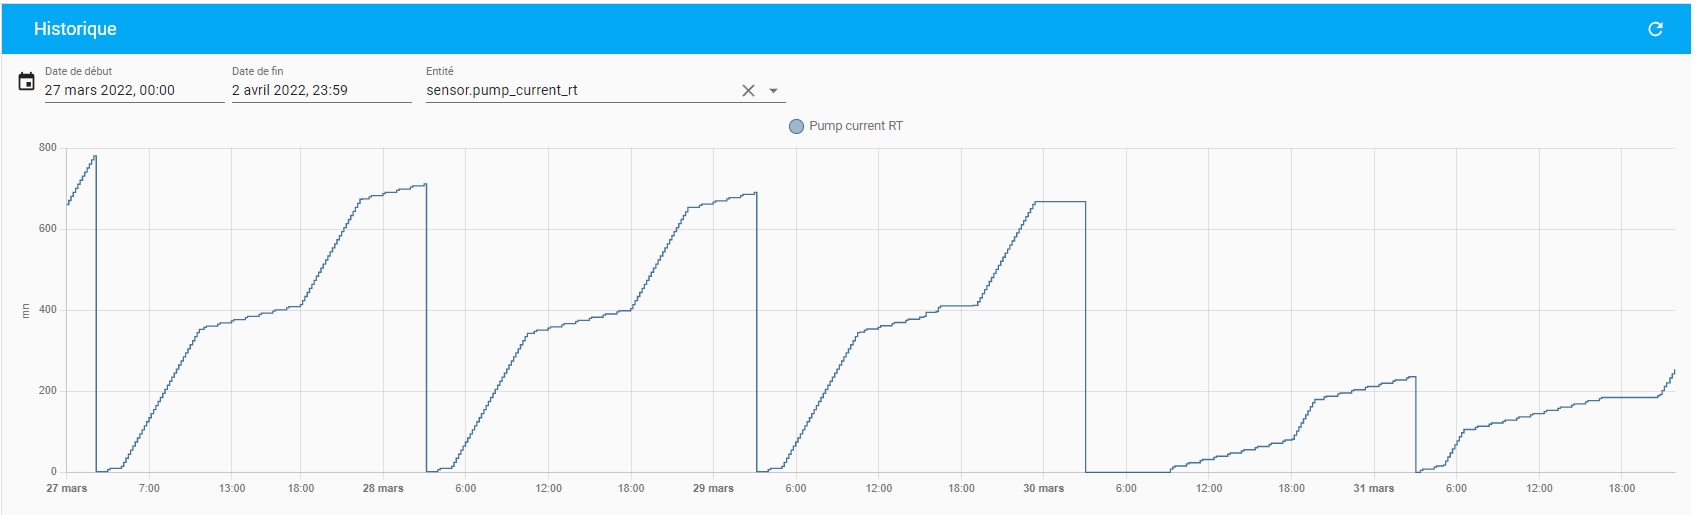 Historique
Date de début
Date de fin
Entité
27 mars 2022, 00:00
2 avril 2022, 23:59
sensor.pump_current_rt
Pump current RT
800
600
400
200
0
mn
27 mars 7:00 13:00 18:00 28 mars 6:00 12:00 18:00 29 mars 6:00 12:00 18:00 30 mars 6:00 12:00 18:00 31 mars 6:00 12:00 18:00